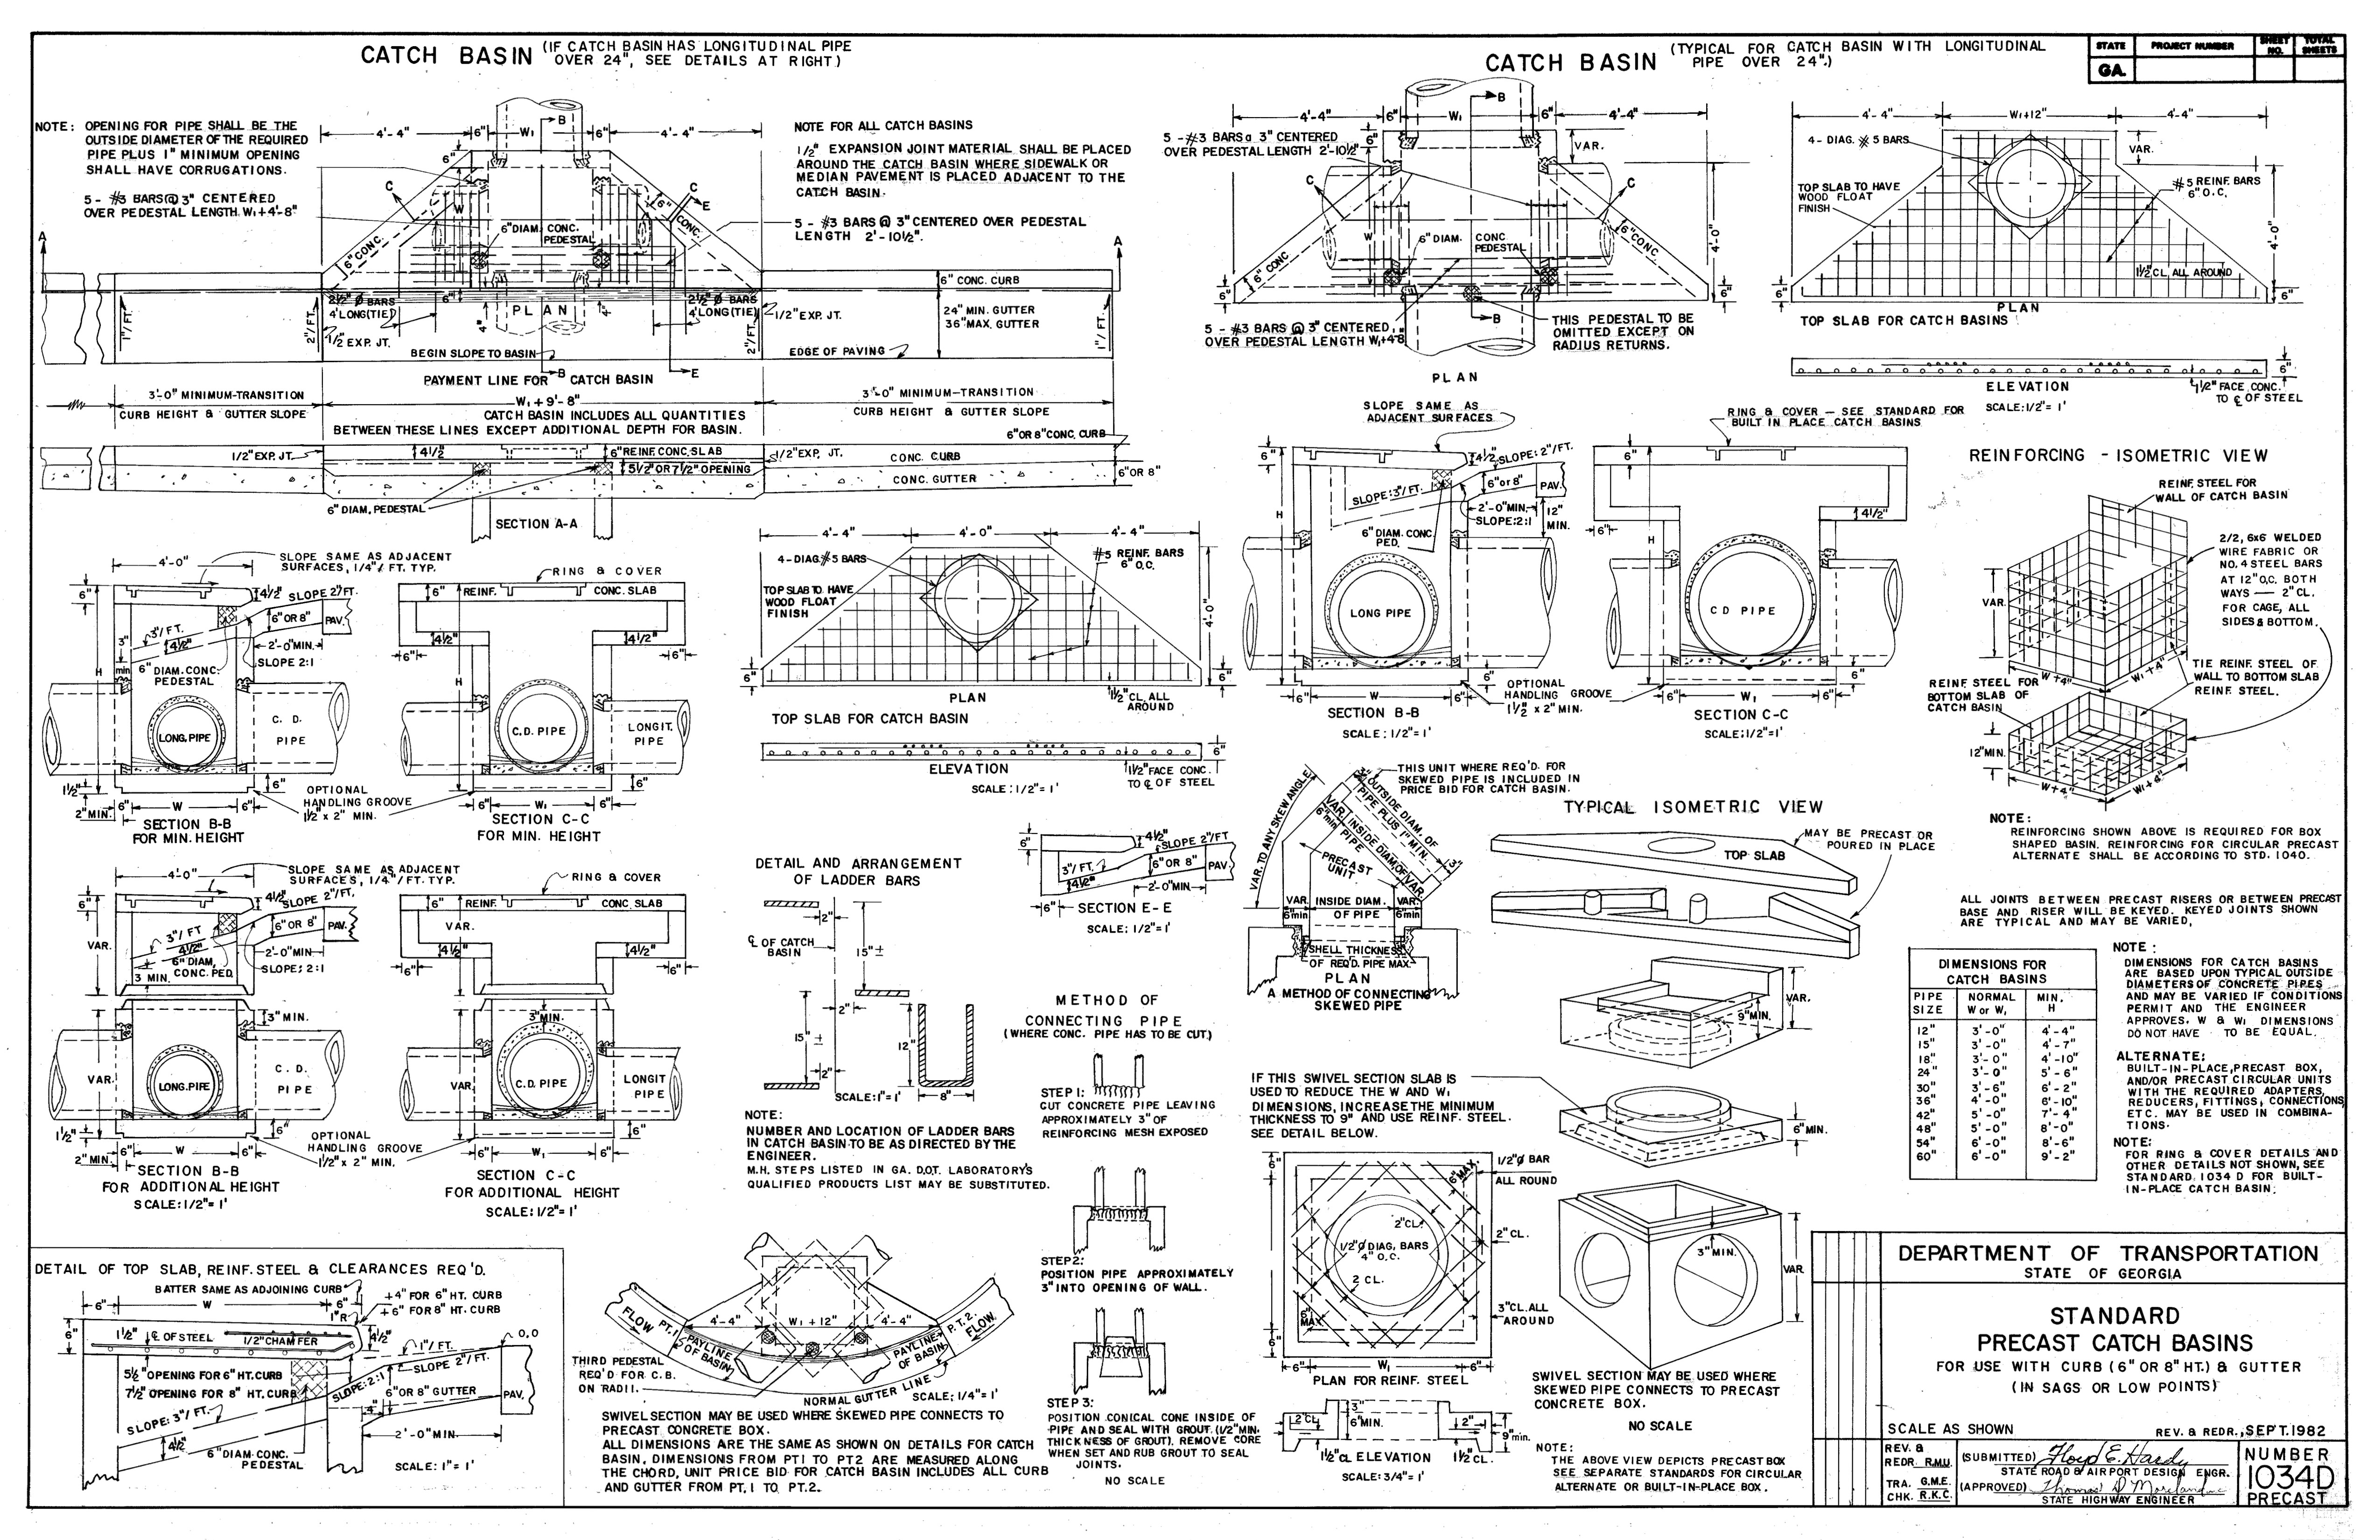 CATCH BASIN (IF CATCH BASIN HAS LONGITUDINAL PIPE
OVER 24", SEE DETAILS AT RIGHT)
NOTE: OPENING FOR PIPE SHALL BE THE
OUTSIDE DIAMETER OF THE REQUIRED
PIPE PLUS 1" MINIMUM OPENING
SHALL HAVE CORRUGATIONS.
5 - #3 BARS @ 3" CENTERED
OVER PEDESTAL LENGTH. W1+4'-8"
4'-4" 6" W1 6" 4'-4"
B
NOTE FOR ALL CATCH BASINS
1/2" EXPANSION JOINT MATERIAL SHALL BE PLACED
AROUND THE CATCH BASIN WHERE SIDEWALK OR
MEDIAN PAVEMENT IS PLACED ADJACENT TO THE
CATCH BASIN.
5 - #3 BARS @ 3" CENTERED OVER PEDESTAL
LENGTH 2'-10½".
6" DIAM. CONC.
PEDESTAL
6" CONC.
6" CONC.
C C E
A A
W
2½" Ø BARS
4' LONG (TIE)
PLAN
2½" Ø BARS
4' LONG (TIE)
1/2" EXP. JT.
1/2" EXP. JT.
6" CONC. CURB
24" MIN. GUTTER
36" MAX. GUTTER
1"/FT.
2"/FT.
2"/FT.
1"/FT.
BEGIN SLOPE TO BASIN
EDGE OF PAVING
PAYMENT LINE FOR CATCH BASIN
B E
3'-0" MINIMUM-TRANSITION
CURB HEIGHT & GUTTER SLOPE
W1 + 9'-8"
CATCH BASIN INCLUDES ALL QUANTITIES
BETWEEN THESE LINES EXCEPT ADDITIONAL DEPTH FOR BASIN.
3'-0" MINIMUM-TRANSITION
CURB HEIGHT & GUTTER SLOPE
6" OR 8" CONC. CURB
1/2" EXP. JT.
4½
6" REINF. CONC. SLAB
5½" OR 7½" OPENING
1/2" EXP. JT.
CONC. CURB
CONC. GUTTER
6" OR 8"
6" DIAM. PEDESTAL
SECTION A-A
4'-0"
SLOPE SAME AS ADJACENT
SURFACES, 1/4"/ FT. TYP.
6"
4½" SLOPE 2"/FT.
3"/FT.
4½"
6" OR 8"
PAV.
2'-0" MIN.
SLOPE 2:1
3"
min
H
6" DIAM. CONC.
PEDESTAL
LONG. PIPE
C. D.
PIPE
1½"
2" MIN.
6" W 6"
6"
OPTIONAL
HANDLING GROOVE
1½" x 2" MIN.
SECTION B-B
FOR MIN. HEIGHT
RING & COVER
6" REINF. CONC. SLAB
4½" 4½"
6" 6"
H
C.D. PIPE
LONGIT.
PIPE
6" W1 6"
6"
SECTION C-C
FOR MIN. HEIGHT
4-DIAG. #5 BARS
4'-4" 4'-0" 4'-4"
#5 REINF. BARS
6" O.C.
TOP SLAB TO HAVE
WOOD FLOAT
FINISH
4'-0"
6" 6"
PLAN
1½" CL. ALL
AROUND
TOP SLAB FOR CATCH BASIN
6"
ELEVATION
1½" FACE CONC.
TO ℄ OF STEEL
SCALE: 1/2" = 1'
4'-0"
SLOPE SAME AS ADJACENT
SURFACES, 1/4"/FT. TYP.
6"
4½" SLOPE 2"/FT.
3"/FT
4½"
6" OR 8"
PAV.
2'-0" MIN.
SLOPE: 2:1
VAR.
6" DIAM.
CONC. PED.
3 MIN.
3" MIN.
VAR.
LONG. PIPE
C. D.
PIPE
1½"
2" MIN.
6" W 6"
6"
OPTIONAL
HANDLING GROOVE
1½" x 2" MIN.
SECTION B-B
FOR ADDITIONAL HEIGHT
SCALE: 1/2" = 1'
RING & COVER
6" REINF. CONC. SLAB
VAR.
4½" 4½"
6" 6"
3" MIN.
VAR.
C.D. PIPE
LONGIT
PIPE
6" W1 6"
6"
SECTION C-C
FOR ADDITIONAL HEIGHT
SCALE: 1/2" = 1'
DETAIL AND ARRANGEMENT
OF LADDER BARS
2"
℄ OF CATCH
BASIN
15" ±
2"
15" ±
12"
2"
8"
SCALE: 1" = 1'
NOTE:
NUMBER AND LOCATION OF LADDER BARS
IN CATCH BASIN TO BE AS DIRECTED BY THE
ENGINEER.
M.H. STEPS LISTED IN GA. D.O.T. LABORATORY'S
QUALIFIED PRODUCTS LIST MAY BE SUBSTITUTED.
6"
4½" SLOPE 2"/FT
3"/FT.
4½"
6" OR 8"
PAV.
2'-0" MIN.
6"
SECTION E-E
SCALE: 1/2" = 1'
METHOD OF
CONNECTING PIPE
(WHERE CONC. PIPE HAS TO BE CUT.)
STEP 1:
CUT CONCRETE PIPE LEAVING
APPROXIMATELY 3" OF
REINFORCING MESH EXPOSED
STEP 2:
POSITION PIPE APPROXIMATELY
3" INTO OPENING OF WALL.
STEP 3:
POSITION CONICAL CONE INSIDE OF
PIPE AND SEAL WITH GROUT. (1/2" MIN.
THICKNESS OF GROUT). REMOVE CORE
WHEN SET AND RUB GROUT TO SEAL
JOINTS.
NO SCALE
DETAIL OF TOP SLAB, REINF. STEEL & CLEARANCES REQ'D.
BATTER SAME AS ADJOINING CURB
+4" FOR 6" HT. CURB
+6" FOR 8" HT. CURB
6" W 6"
1"R
6"
1½" ℄ OF STEEL
1/2" CHAMFER
4½"
1"/FT.
0.0
SLOPE 2"/FT.
5½" OPENING FOR 6" HT. CURB
7½" OPENING FOR 8" HT. CURB
SLOPE: 2:1
6" OR 8" GUTTER
PAV.
SLOPE: 3"/FT.
4"
4½"
2'-0" MIN.
6" DIAM. CONC.
PEDESTAL
SCALE: 1" = 1'
FLOW
PT. 1
4'-4" W1 + 12" 4'-4"
PAYLINE
OF BASIN
PAYLINE
OF BASIN
P. T. 2.
FLOW
THIRD PEDESTAL
REQ'D FOR C.B.
ON RADII.
NORMAL GUTTER LINE
SCALE: 1/4" = 1'
SWIVEL SECTION MAY BE USED WHERE SKEWED PIPE CONNECTS TO
PRECAST CONCRETE BOX.
ALL DIMENSIONS ARE THE SAME AS SHOWN ON DETAILS FOR CATCH
BASIN. DIMENSIONS FROM PT1 TO PT2 ARE MEASURED ALONG
THE CHORD, UNIT PRICE BID FOR CATCH BASIN INCLUDES ALL CURB
AND GUTTER FROM PT. 1 TO PT. 2.
CATCH BASIN (TYPICAL FOR CATCH BASIN WITH LONGITUDINAL
PIPE OVER 24".)
4'-4" 6" W1 6" 4'-4"
5 - #3 BARS @ 3" CENTERED
OVER PEDESTAL LENGTH 2'-10½"
B
VAR.
C C
W
6" DIAM. CONC
PEDESTAL
6" CONC
6" CONC
4'-0"
6" 6"
B
5 - #3 BARS @ 3" CENTERED
OVER PEDESTAL LENGTH W1+4'8
THIS PEDESTAL TO BE
OMITTED EXCEPT ON
RADIUS RETURNS.
PLAN
4'-4" W1+12" 4'-4"
4-DIAG. #5 BARS
VAR.
TOP SLAB TO HAVE
WOOD FLOAT
FINISH
#5 REINF. BARS
6" O.C.
4'-0"
1½" CL. ALL AROUND
6" 6"
PLAN
TOP SLAB FOR CATCH BASINS
6"
ELEVATION
SCALE: 1/2" = 1'
1½" FACE CONC.
TO ℄ OF STEEL
SLOPE SAME AS
ADJACENT SURFACES
6"
4½" SLOPE: 2"/FT.
SLOPE: 3"/FT.
6" or 8"
PAV.
2'-0" MIN.
SLOPE: 2:1
12"
MIN.
H
6" DIAM. CONC.
PED.
LONG PIPE
6" W 6"
6"
OPTIONAL
HANDLING GROOVE
1½" x 2" MIN.
SECTION B-B
SCALE: 1/2" = 1'
RING & COVER — SEE STANDARD FOR
BUILT IN PLACE CATCH BASINS
6"
4½"
6"
H
C D PIPE
6" W1 6"
6"
SECTION C-C
SCALE: 1/2" = 1'
REINFORCING - ISOMETRIC VIEW
REINF. STEEL FOR
WALL OF CATCH BASIN
2/2, 6x6 WELDED
WIRE FABRIC OR
NO. 4 STEEL BARS
AT 12" O.C. BOTH
WAYS — 2" CL.
FOR CAGE, ALL
SIDES & BOTTOM.
VAR.
W+4" W1+4"
REINF. STEEL FOR
BOTTOM SLAB OF
CATCH BASIN
TIE REINF. STEEL OF
WALL TO BOTTOM SLAB
REINF. STEEL.
12" MIN.
W+4" W1+4"
NOTE:
REINFORCING SHOWN ABOVE IS REQUIRED FOR BOX
SHAPED BASIN. REINFORCING FOR CIRCULAR PRECAST
ALTERNATE SHALL BE ACCORDING TO STD. 1040.
ALL JOINTS BETWEEN PRECAST RISERS OR BETWEEN PRECAST
BASE AND RISER WILL BE KEYED. KEYED JOINTS SHOWN
ARE TYPICAL AND MAY BE VARIED.
THIS UNIT WHERE REQ'D. FOR
SKEWED PIPE IS INCLUDED IN
PRICE BID FOR CATCH BASIN.
VAR. TO ANY SKEW ANGLE
3" OUTSIDE DIAM. OF
PIPE PLUS 1" MIN. 3"
VAR. INSIDE DIAM. OF VAR.
6" min PIPE
PRECAST
UNIT
VAR. INSIDE DIAM. VAR.
6" min OF PIPE 6" min
SHELL THICKNESS
OF REQ'D. PIPE MAX.
PLAN
A METHOD OF CONNECTING
SKEWED PIPE
TYPICAL ISOMETRIC VIEW
MAY BE PRECAST OR
POURED IN PLACE
TOP SLAB
VAR.
9" MIN.
IF THIS SWIVEL SECTION SLAB IS
USED TO REDUCE THE W AND W1
DIMENSIONS, INCREASE THE MINIMUM
THICKNESS TO 9" AND USE REINF. STEEL.
SEE DETAIL BELOW.
6" MIN.
6"
6" MAX.
1/2" Ø BAR
ALL ROUND
2" CL.
2" CL.
1/2" Ø DIAG. BARS
4" O.C.
2 CL.
6"
MAX
3" CL. ALL
AROUND
6"
6" W1 6"
PLAN FOR REINF. STEEL
2" CL
3"
6" MIN.
2"
9" min.
1½" CL ELEVATION 1½ CL.
SCALE: 3/4" = 1'
3" MIN.
VAR.
SWIVEL SECTION MAY BE USED WHERE
SKEWED PIPE CONNECTS TO PRECAST
CONCRETE BOX.
NO SCALE
NOTE:
THE ABOVE VIEW DEPICTS PRECAST BOX
SEE SEPARATE STANDARDS FOR CIRCULAR
ALTERNATE OR BUILT-IN-PLACE BOX.
DIMENSIONS FOR
CATCH BASINS
PIPE SIZE NORMAL W or W1 MIN. H
12" 3'-0" 4'-4"
15" 3'-0" 4'-7"
18" 3'-0" 4'-10"
24" 3'-0" 5'-6"
30" 3'-6" 6'-2"
36" 4'-0" 6'-10"
42" 5'-0" 7'-4"
48" 5'-0" 8'-0"
54" 6'-0" 8'-6"
60" 6'-0" 9'-2"
NOTE:
DIMENSIONS FOR CATCH BASINS
ARE BASED UPON TYPICAL OUTSIDE
DIAMETERS OF CONCRETE PIPES
AND MAY BE VARIED IF CONDITIONS
PERMIT AND THE ENGINEER
APPROVES. W & W1 DIMENSIONS
DO NOT HAVE TO BE EQUAL.
ALTERNATE:
BUILT-IN-PLACE, PRECAST BOX,
AND/OR PRECAST CIRCULAR UNITS
WITH THE REQUIRED ADAPTERS,
REDUCERS, FITTINGS, CONNECTIONS,
ETC. MAY BE USED IN COMBINA-
TIONS.
NOTE:
FOR RING & COVER DETAILS AND
OTHER DETAILS NOT SHOWN, SEE
STANDARD 1034 D FOR BUILT-
IN-PLACE CATCH BASIN.
STATE PROJECT NUMBER SHEET NO. TOTAL SHEETS
GA.
DEPARTMENT OF TRANSPORTATION
STATE OF GEORGIA
STANDARD
PRECAST CATCH BASINS
FOR USE WITH CURB (6" OR 8" HT.) & GUTTER
(IN SAGS OR LOW POINTS)
SCALE AS SHOWN REV. & REDR., SEPT. 1982
REV. &
REDR. R.M.U.
TRA. G.M.E.
CHK. R.K.C.
(SUBMITTED) Floyd E. Hardy
STATE ROAD & AIRPORT DESIGN ENGR.
(APPROVED) Thomas D Moreland
STATE HIGHWAY ENGINEER
NUMBER
1034D
PRECAST